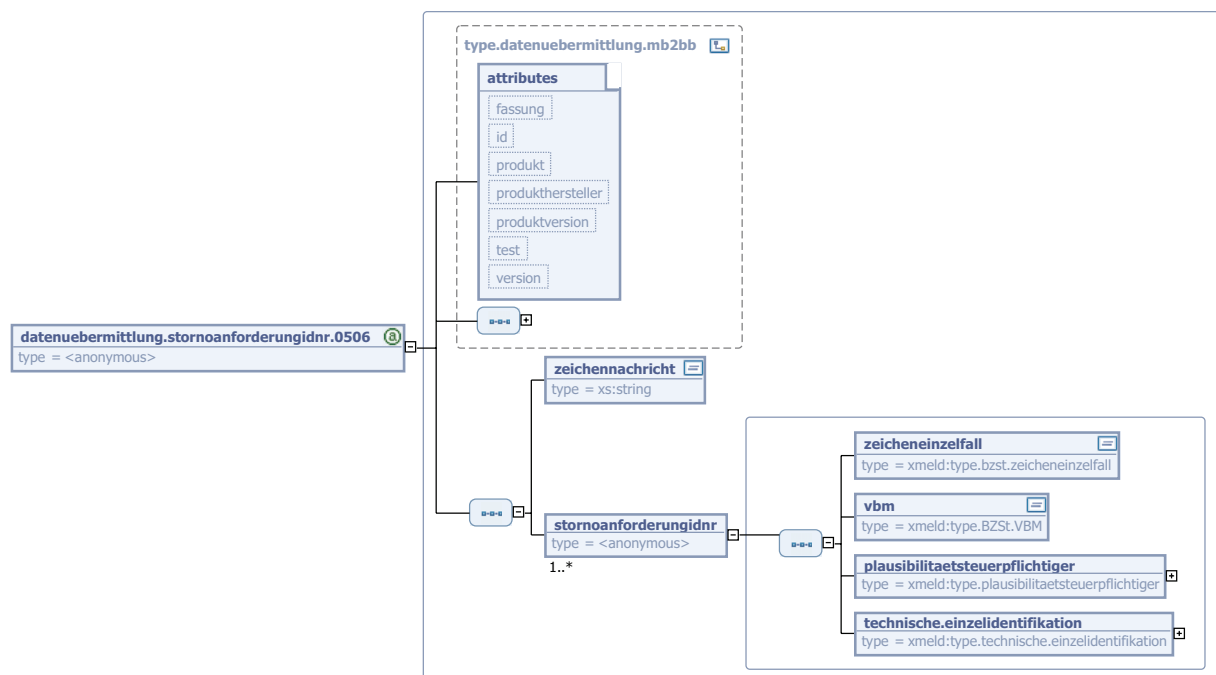 type.datenuebermittlung.mb2bb
attributes
fassung
id
produkt
produkthersteller
produktversion
test
version
datenuebermittlung.stornoanforderungidnr.0506
type = <anonymous>
zeichennachricht
type = xs:string
stornoanforderungidnr
type = <anonymous>
1..*
zeicheneinzelfall
type = xmeld:type.bzst.zeicheneinzelfall
vbm
type = xmeld:type.BZSt.VBM
plausibilitaetsteuerpflichtiger
type = xmeld:type.plausibilitaetsteuerpflichtiger
technische.einzelidentifikation
type = xmeld:type.technische.einzelidentifikation